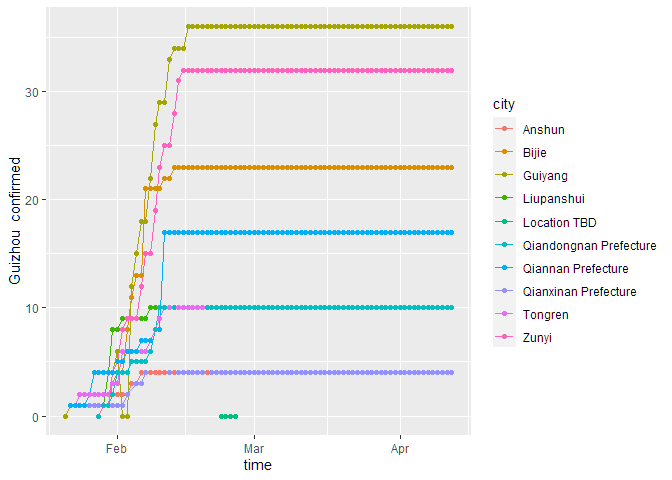 Guizhou confirmed
30
20
10
0
Feb
Mar
Apr
time
city
Anshun
Bijie
Guiyang
Liupanshui
Location TBD
Qiandongnan Prefecture
Qiannan Prefecture
Qianxinan Prefecture
Tongren
Zunyi